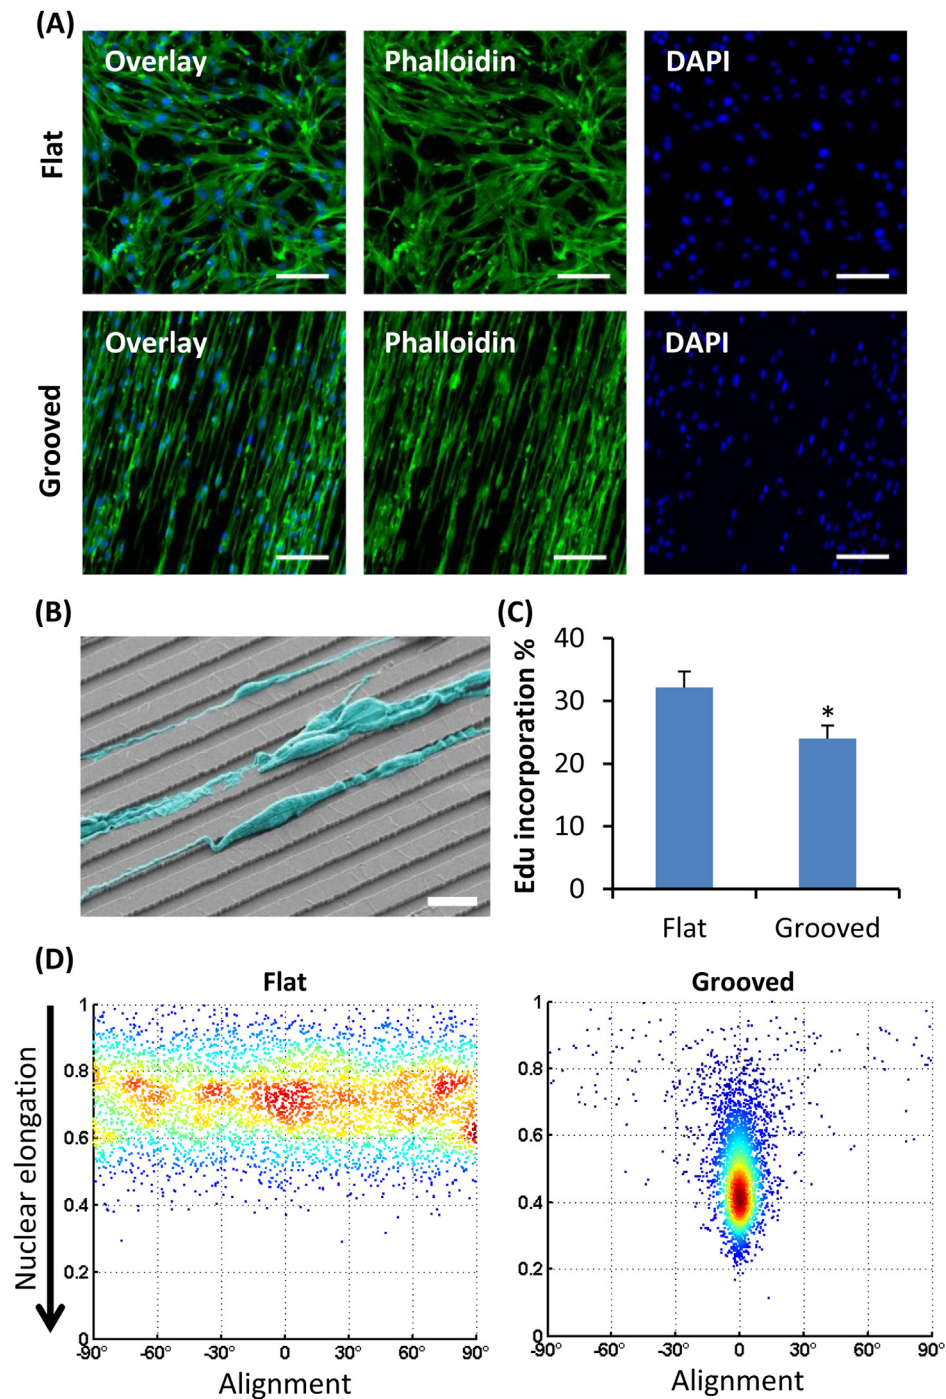 (A)
Overlay
Phalloidin
DAPI
Flat
Overlay
Phalloidin
DAPI
Grooved
(B)
(C)
Edu incorporation %
40
30
20
10
0
*
Flat
Grooved
(D)
Flat
Nuclear elongation
1
0.8
0.6
0.4
0.2
0
-90° -60° -30° 0 30° 60° 90°
Alignment
Grooved
1
0.8
0.6
0.4
0.2
0
-90° -60° -30° 0 30° 60° 90°
Alignment